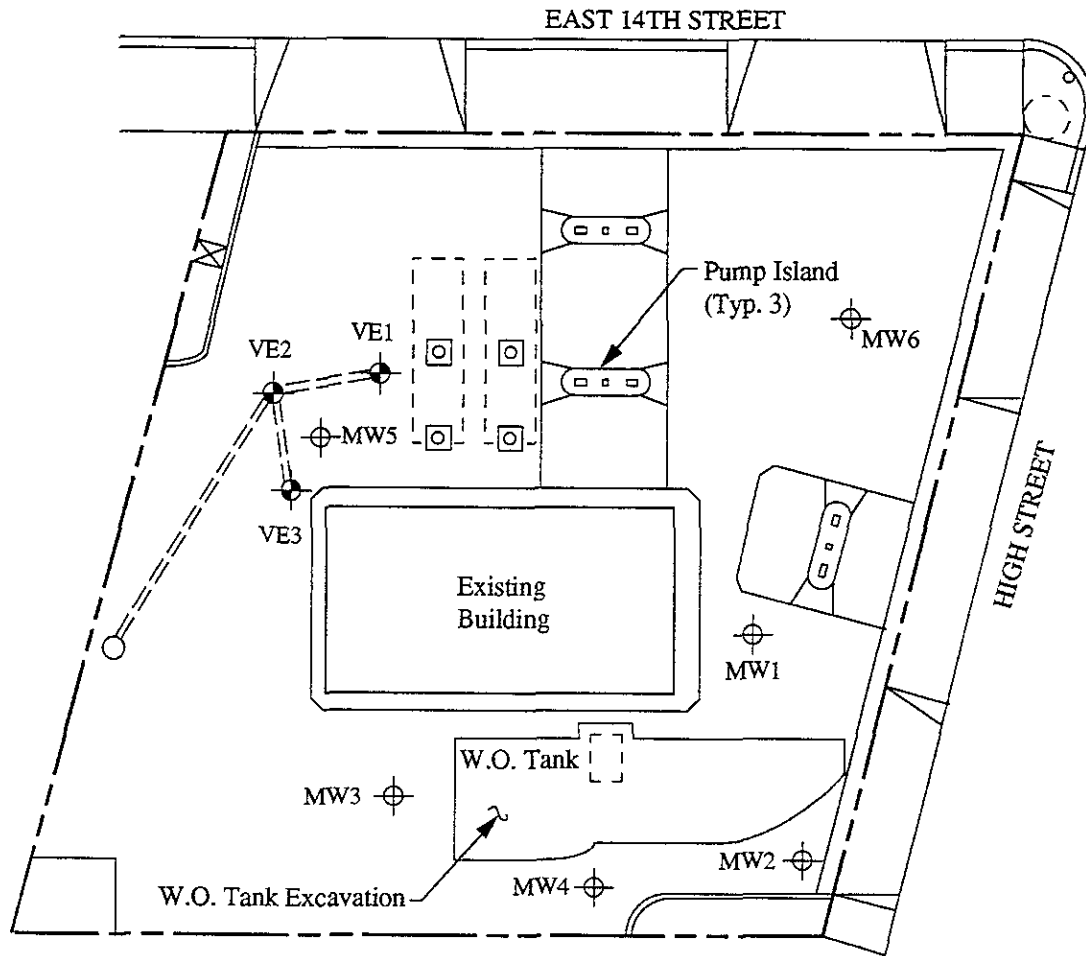 EAST 14TH STREET
Pump Island
(Typ. 3)
MW6
VE1
VE2
MW5
VE3
HIGH STREET
Existing
Building
MW1
W.O. Tank
MW3
MW2
MW4
W.O. Tank Excavation